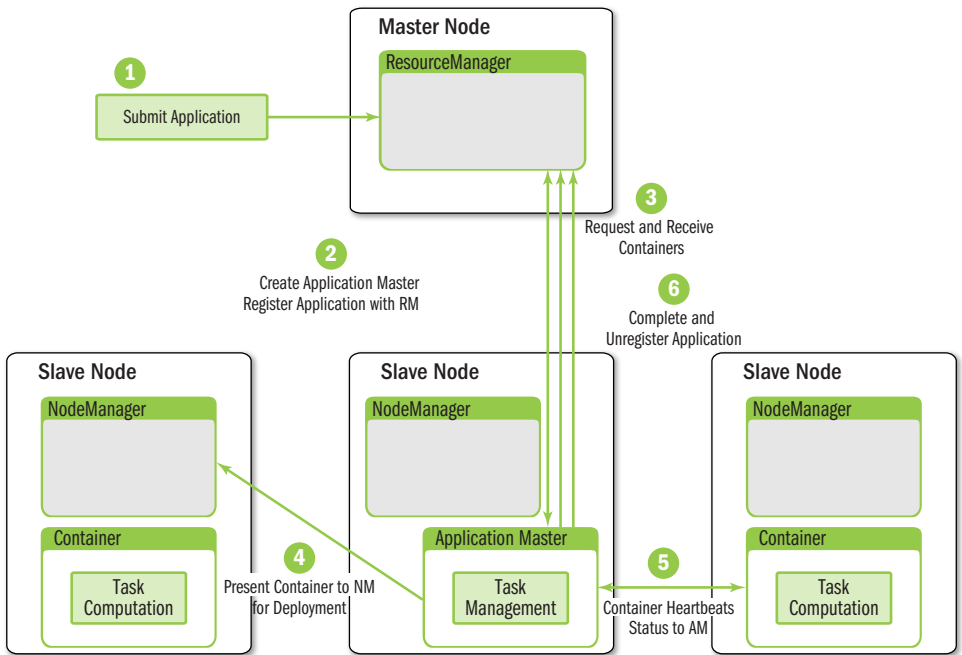 Master Node
ResourceManager
1
Submit Application
3
Request and Receive
Containers
2
Create Application Master
Register Application with RM
6
Complete and
Unregister Application
Slave Node
NodeManager
Container
Task
Computation
4
Present Container to NM
for Deployment
Slave Node
NodeManager
Application Master
Task
Management
5
Container Heartbeats
Status to AM
Slave Node
NodeManager
Container
Task
Computation